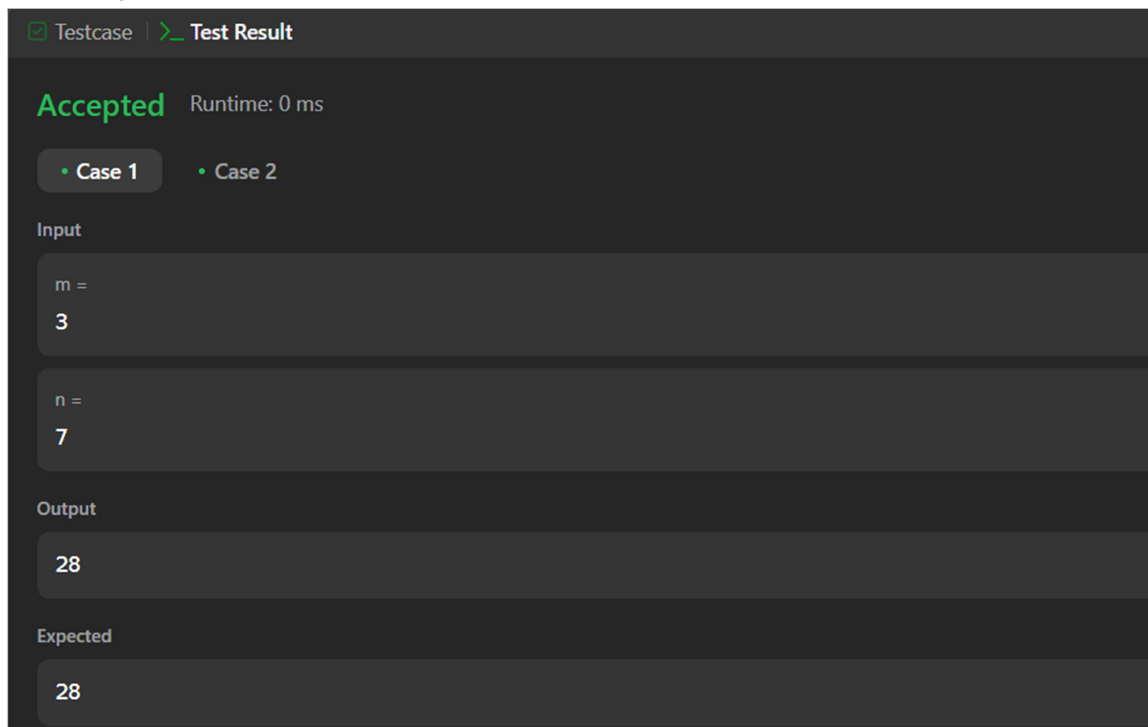 Testcase >_ Test Result
Accepted Runtime: 0 ms
• Case 1 • Case 2
Input
m =
3
n =
7
Output
28
Expected
28